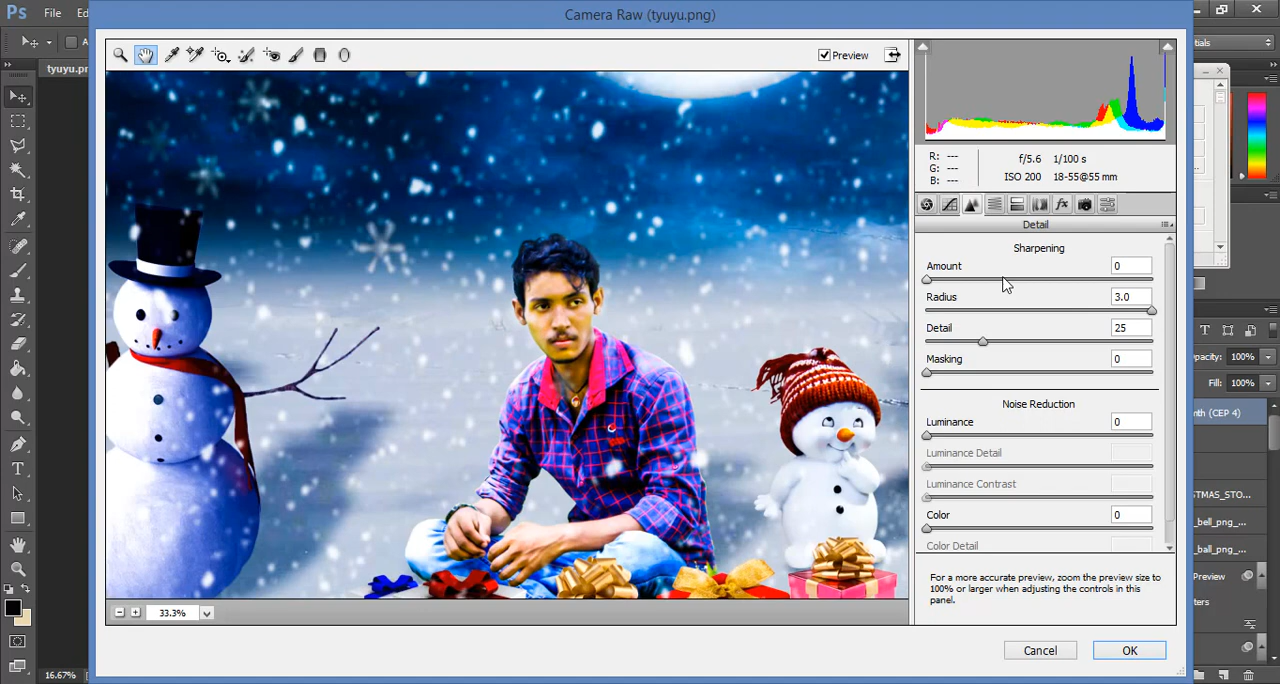 Camera Raw (tyuyu.png)
Ps File Ed
tials
A
tyuyu.pn
Preview
R: ---
G: ---
B: ---
f/5.6 1/100 s
ISO 200 18-55@55 mm
fx
Detail
Sharpening
Amount 0
Radius 3.0
Detail 25
Masking 0
Noise Reduction
Luminance 0
Luminance Detail
Luminance Contrast
Color 0
Color Detail
For a more accurate preview, zoom the preview size to
100% or larger when adjusting the controls in this
panel.
33.3%
Cancel OK
16.67%
T
T
pacity: 100%
Fill: 100%
nth (CEP 4)
STMAS_STO...
_bell_png_...
_ball_png_...
Preview
ters